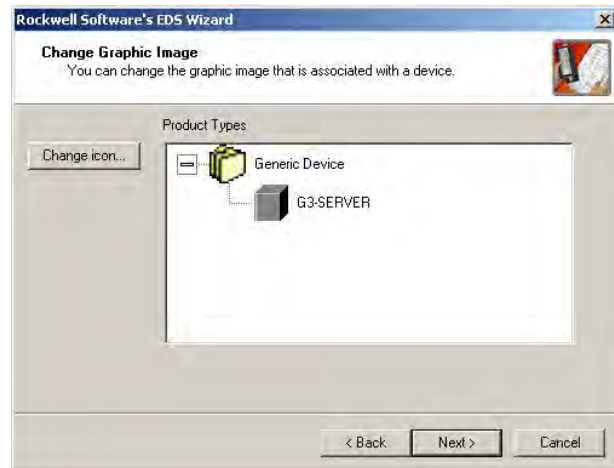 Rockwell Software's EDS Wizard
Change Graphic Image
You can change the graphic image that is associated with a device.
Product Types
Change icon...
Generic Device
G3-SERVER
< Back
Next >
Cancel